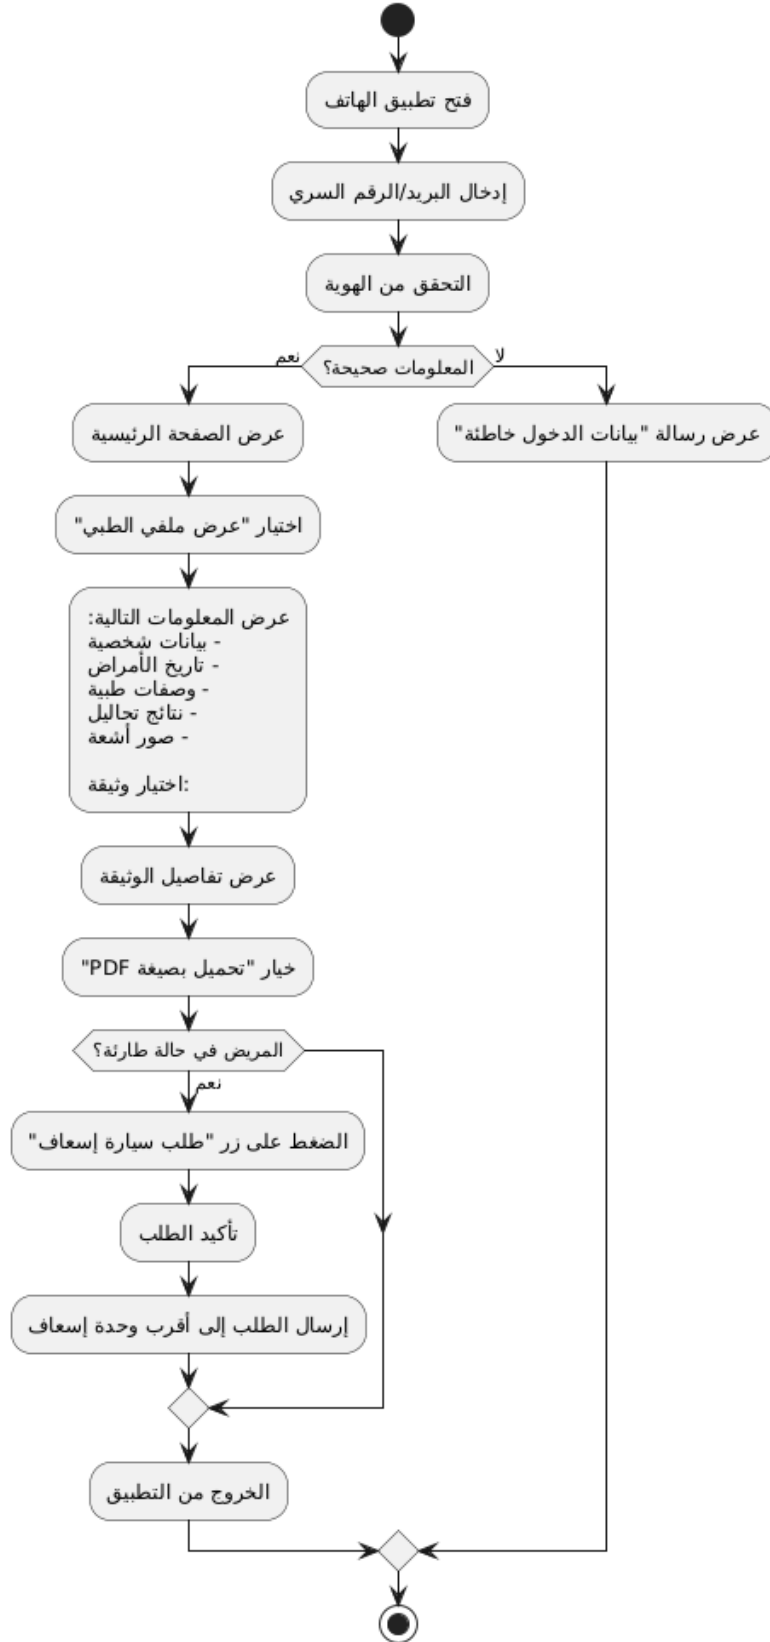 فتح تطبيق الهاتف
إدخال البريد/الرقم السري
التحقق من الهوية
المعلومات صحيحة؟
نعم
لا
عرض الصفحة الرئيسية
عرض رسالة "بيانات الدخول خاطئة"
اختيار "عرض ملفي الطبي"
عرض المعلومات التالية:
- بيانات شخصية
- تاريخ الأمراض
- وصفات طبية
- نتائج تحاليل
- صور أشعة
اختيار وثيقة:
عرض تفاصيل الوثيقة
خيار "تحميل بصيغة PDF"
المريض في حالة طارئة؟
نعم
الضغط على زر "طلب سيارة إسعاف"
تأكيد الطلب
إرسال الطلب إلى أقرب وحدة إسعاف
الخروج من التطبيق